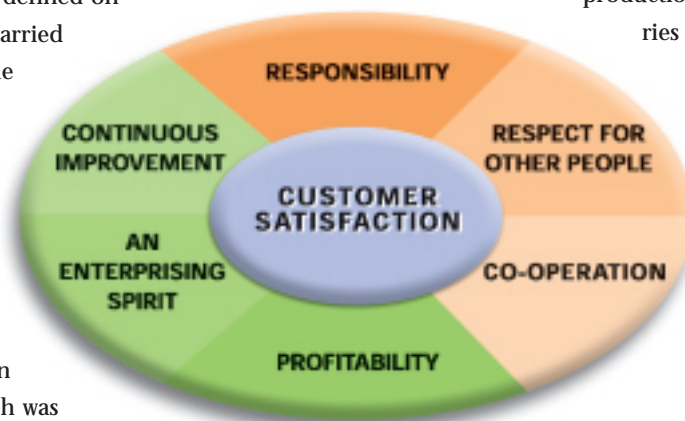 defined on
arried
production
ries
RESPONSIBILITY
CONTINUOUS
IMPROVEMENT
RESPECT FOR
OTHER PEOPLE
CUSTOMER
SATISFACTION
AN
ENTERPRISING
SPIRIT
CO-OPERATION
PROFITABILITY
h was